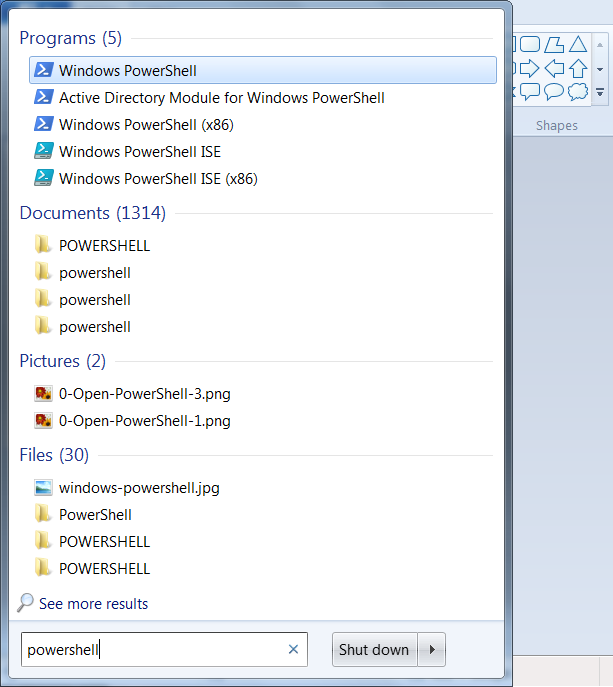 Programs (5)
Windows PowerShell
Active Directory Module for Windows PowerShell
Windows PowerShell (x86)
Windows PowerShell ISE
Windows PowerShell ISE (x86)
Documents (1314)
POWERSHELL
powershell
powershell
powershell
Pictures (2)
0-Open-PowerShell-3.png
0-Open-PowerShell-1.png
Files (30)
windows-powershell.jpg
PowerShell
POWERSHELL
POWERSHELL
See more results
powershell
Shut down
Shapes